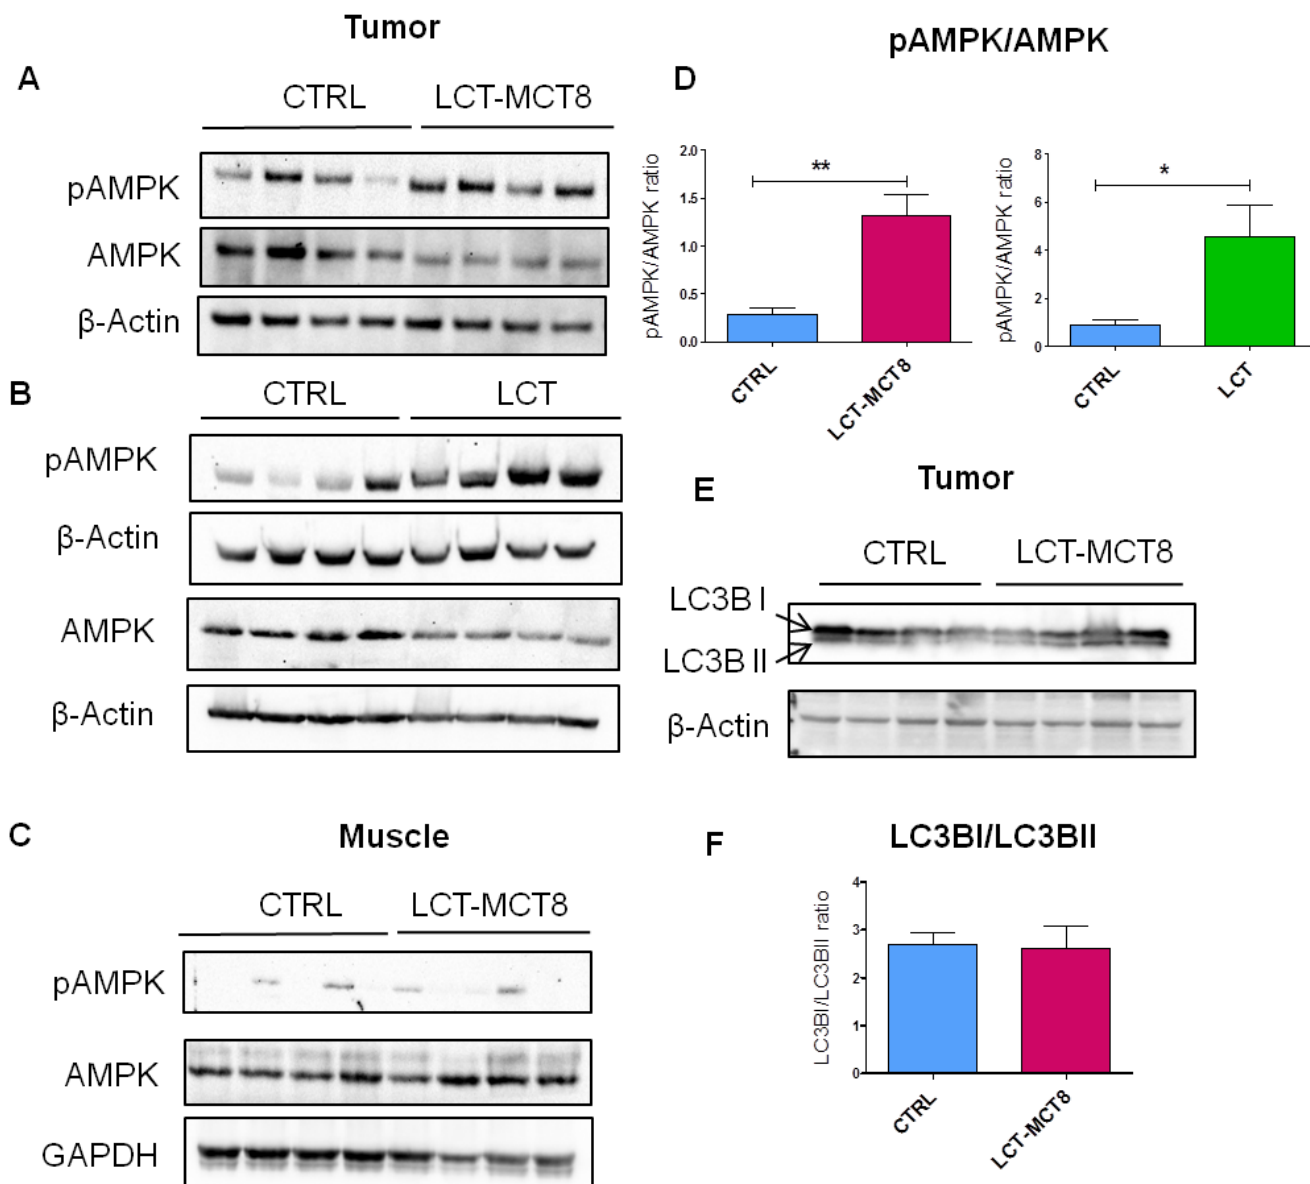 Tumor
A
CTRL LCT-MCT8
pAMPK
AMPK
β-Actin
B
CTRL LCT
pAMPK
β-Actin
AMPK
β-Actin
C
Muscle
CTRL LCT-MCT8
pAMPK
AMPK
GAPDH
pAMPK/AMPK
D
pAMPK/AMPK ratio
2.0
1.5
1.0
0.5
0.0
**
CTRL
LCT-MCT8
pAMPK/AMPK ratio
8
6
4
2
0
*
CTRL
LCT
E
Tumor
CTRL LCT-MCT8
LC3B I
LC3B II
β-Actin
F
LC3BI/LC3BII
LC3BI/LC3BII ratio
4
3
2
1
0
CTRL
LCT-MCT8